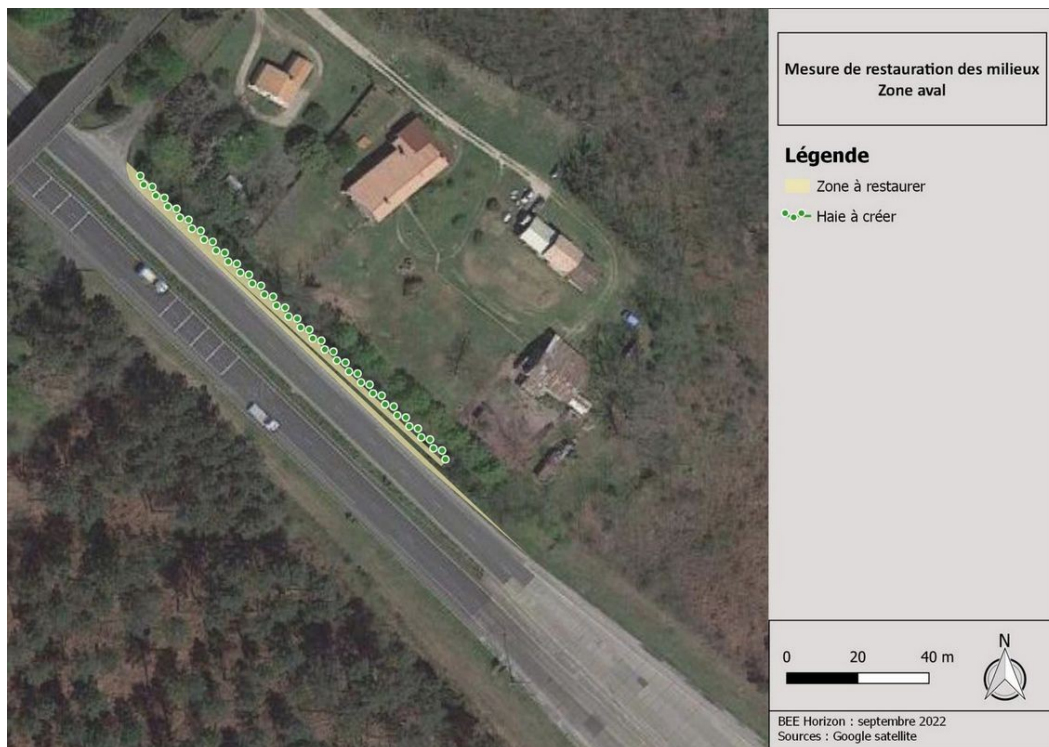 Mesure de restauration des milieux
Zone aval
Légende
Zone à restaurer
Haie à créer
0 20 40 m
N
BEE Horizon : septembre 2022
Sources : Google satellite